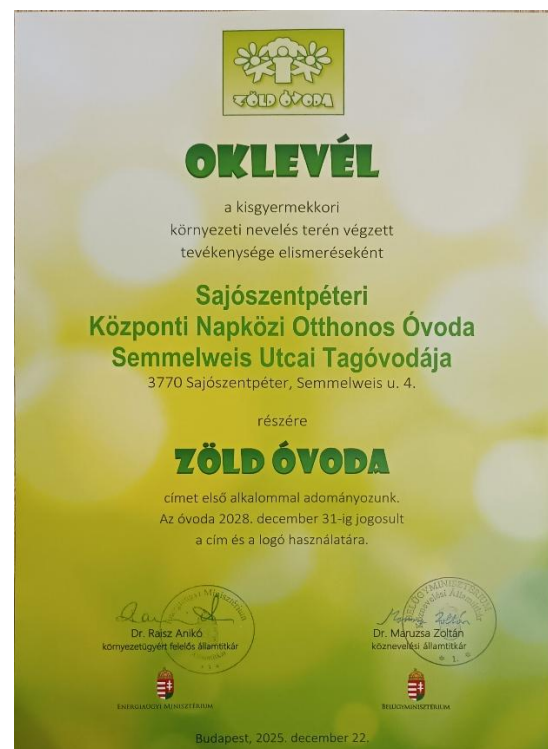 ZÖLD ÓVODA
OKLEVÉL
a kisgyermekkori
környezeti nevelés terén végzett
tevékenysége elismeréseként
Sajószentpéteri
Központi Napközi Otthonos Óvoda
Semmelweis Utcai Tagóvodája
3770 Sajószentpéter, Semmelweis u. 4.
részére
ZÖLD ÓVODA
címet első alkalommal adományozunk.
Az óvoda 2028. december 31-ig jogosult
a cím és a logó használatára.
Dr. Raisz Anikó
környezetügyért felelős államtitkár
Dr. Maruzsa Zoltán
köznevelési államtitkár
ENERGIAÜGYI MINISZTÉRIUM
BELÜGYMINISZTÉRIUM
Budapest, 2025. december 22.